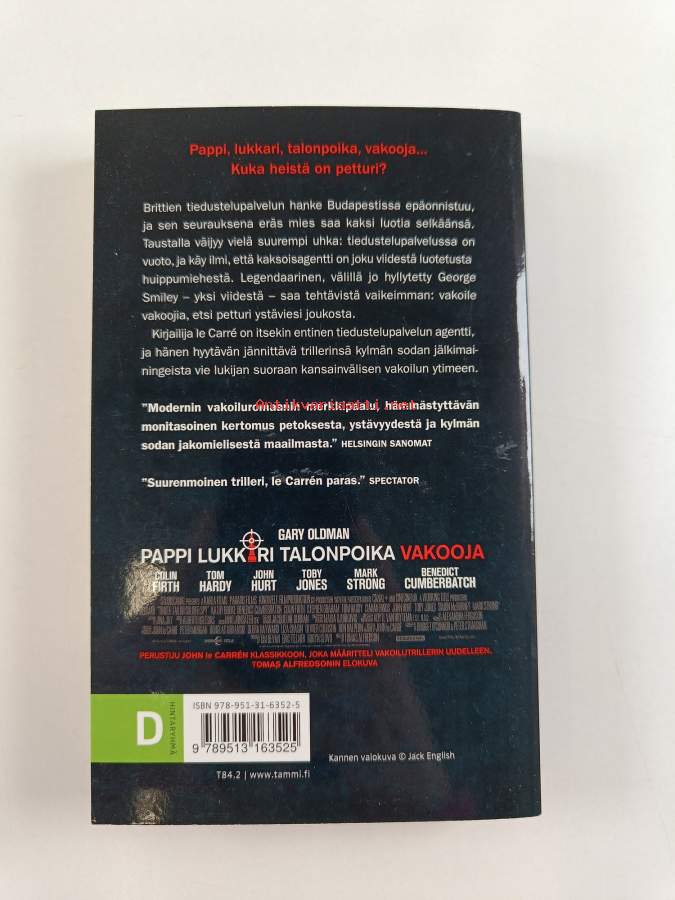 Pappi, lukkari, talonpoika, vakooja...
Kuka heistä on petturi?
Brittien tiedustelupalvelun hanke Budapestissa epäonnistuu,
ja sen seurauksena eräs mies saa kaksi luotia selkäänsä.
Taustalla väijyy vielä suurempi uhka: tiedustelupalvelussa on
vuoto, ja käy ilmi, että kaksoisagentti on joku viidestä luotetusta
huippumiehestä. Legendaarinen, välillä jo hyllytetty George
Smiley – yksi viidestä – saa tehtävistä vaikeimman: vakoile
vakoojia, etsi petturi ystäviesi joukosta.
Kirjailija le Carré on itsekin entinen tiedustelupalvelun agentti,
ja hänen hyytävän jännittävä trillerinsä kylmän sodan jälkimai-
ningeista vie lukijan suoraan kansainvälisen vakoilun ytimeen.
Antikvariaatti.net
"Modernin vakoiluromaanin merkkipaalu, hämmästyttävän
monitasoinen kertomus petoksesta, ystävyydestä ja kylmän
sodan jakomielisestä maailmasta." HELSINGIN SANOMAT
"Suurenmoinen trilleri, le Carrén paras." SPECTATOR
GARY OLDMAN
PAPPI LUKKARI TALONPOIKA VAKOOJA
COLIN FIRTH TOM HARDY JOHN HURT TOBY JONES MARK STRONG BENEDICT CUMBERBATCH
PERUSTUU JOHN le CARRÉN KLASSIKKOON, JOKA MÄÄRITTELI VAKOILUTRILLERIN UUDELLEEN.
TOMAS ALFREDSONIN ELOKUVA
D
HINTARYHMÄ
ISBN 978-951-31-6352-5
9 789513 163525
T84.2 | www.tammi.fi
Kannen valokuva © Jack English